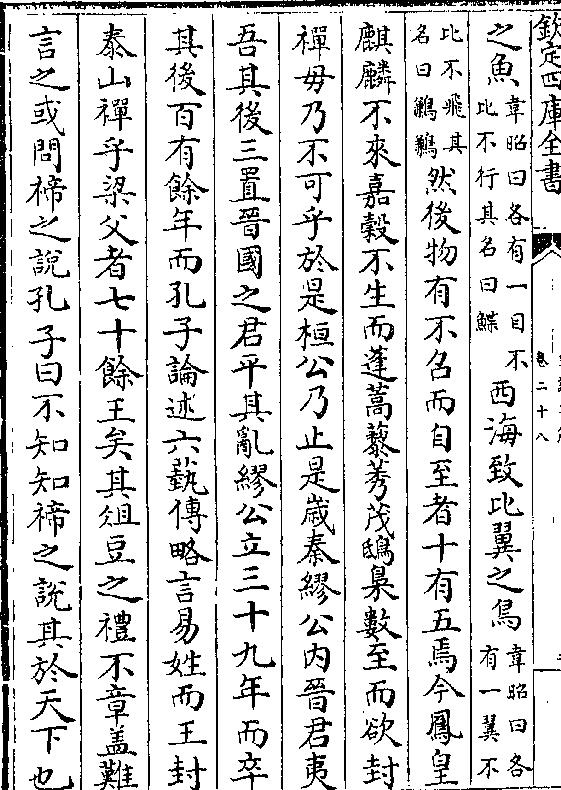 欽定四庫全書
卷二十八
之魚韋昭曰各有一目不比不行其名曰鰈西海致比翼之鳥韋昭曰各有一翼不
比不飛其名曰鶼鶼然後物有不召而自至者十有五焉今鳳皇
麒麟不來嘉榖不生而蓬蒿藜莠茂鴟梟數至而欲封
禪毋乃不可乎於是桓公乃止是嵗秦繆公内晉君夷
吾其後三置晉國之君平其亂繆公立三十九年而卒
其後百有餘年而孔子論述六藝傳略言易姓而王封
泰山禪乎梁父者七十餘王矣其俎豆之禮不章盖難
言之或問禘之說孔子曰不知知禘之說其於天下也